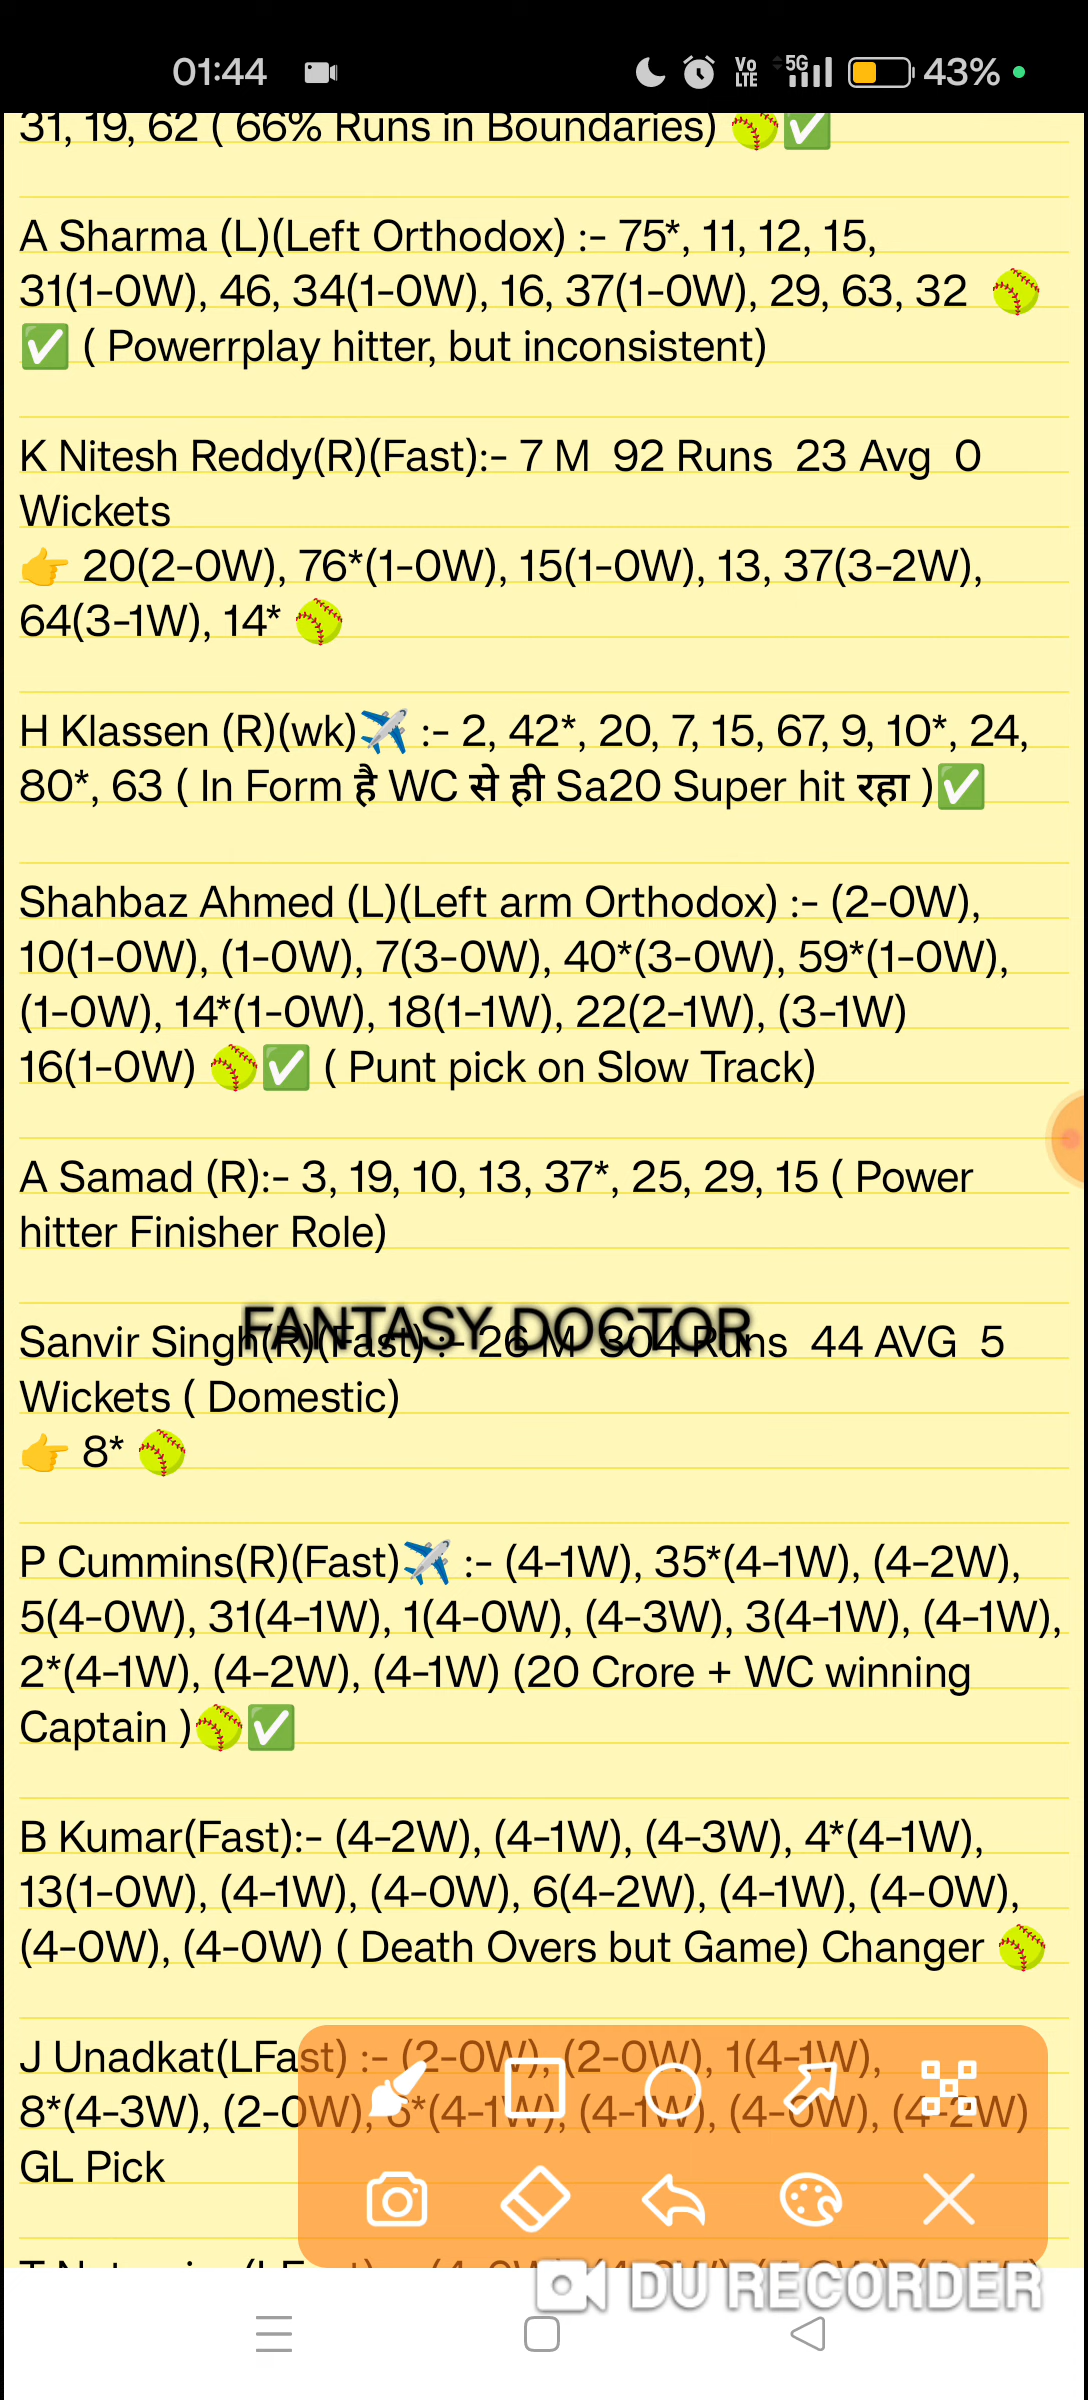 01:44 Vo LTE 5G 43%
31, 19, 62 ( 66% Runs in Boundaries) 🥎✅
A Sharma (L)(Left Orthodox) :- 75*, 11, 12, 15,
31(1-0W), 46, 34(1-0W), 16, 37(1-0W), 29, 63, 32 🥎
✅ ( Powerrplay hitter, but inconsistent)
K Nitesh Reddy(R)(Fast):- 7 M 92 Runs 23 Avg 0
Wickets
👉 20(2-0W), 76*(1-0W), 15(1-0W), 13, 37(3-2W),
64(3-1W), 14* 🥎
H Klassen (R)(wk)✈️ :- 2, 42*, 20, 7, 15, 67, 9, 10*, 24,
80*, 63 ( In Form है WC से ही Sa20 Super hit रहा )✅
Shahbaz Ahmed (L)(Left arm Orthodox) :- (2-0W),
10(1-0W), (1-0W), 7(3-0W), 40*(3-0W), 59*(1-0W),
(1-0W), 14*(1-0W), 18(1-1W), 22(2-1W), (3-1W)
16(1-0W) 🥎✅ ( Punt pick on Slow Track)
A Samad (R):- 3, 19, 10, 13, 37*, 25, 29, 15 ( Power
hitter Finisher Role)
FANTASY DOCTOR
Sanvir Singh(R)(Fast) :- 26 M 304 Runs 44 AVG 5
Wickets ( Domestic)
👉 8* 🥎
P Cummins(R)(Fast)✈️ :- (4-1W), 35*(4-1W), (4-2W),
5(4-0W), 31(4-1W), 1(4-0W), (4-3W), 3(4-1W), (4-1W),
2*(4-1W), (4-2W), (4-1W) (20 Crore + WC winning
Captain )🥎✅
B Kumar(Fast):- (4-2W), (4-1W), (4-3W), 4*(4-1W),
13(1-0W), (4-1W), (4-0W), 6(4-2W), (4-1W), (4-0W),
(4-0W), (4-0W) ( Death Overs but Game) Changer 🥎
J Unadkat(LFast) :- (2-0W), (2-0W), 1(4-1W),
8*(4-3W), (2-0W), 6*(4-1W), (4-1W), (4-0W), (4-2W)
GL Pick
DU RECORDER